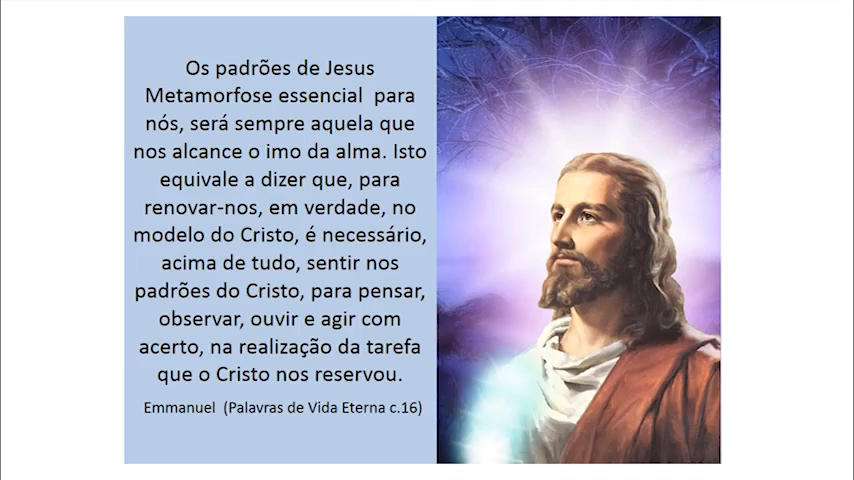 Os padrões de Jesus
Metamorfose essencial  para
nós, será sempre aquela que
nos alcance o imo da alma. Isto
equivale a dizer que, para
renovar-nos, em verdade, no
modelo do Cristo, é necessário,
acima de tudo, sentir nos
padrões do Cristo, para pensar,
observar, ouvir e agir com
acerto, na realização da tarefa
que o Cristo nos reservou.
Emmanuel  (Palavras de Vida Eterna c.16)